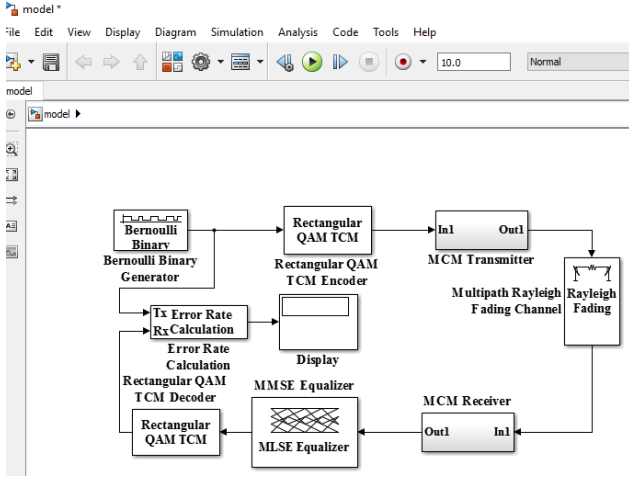 model *
File Edit View Display Diagram Simulation Analysis Code Tools Help
10.0 Normal
model
model
Bernoulli
Binary
Bernoulli Binary
Generator
Rectangular
QAM TCM
Rectangular QAM
TCM Encoder
In1 Out1
MCM Transmitter
Multipath Rayleigh
Fading Channel
Rayleigh
Fading
Tx Error Rate
Rx Calculation
Error Rate
Calculation
Display
Rectangular QAM
TCM Decoder
Rectangular
QAM TCM
MMSE Equalizer
MLSE Equalizer
MCM Receiver
Out1 In1